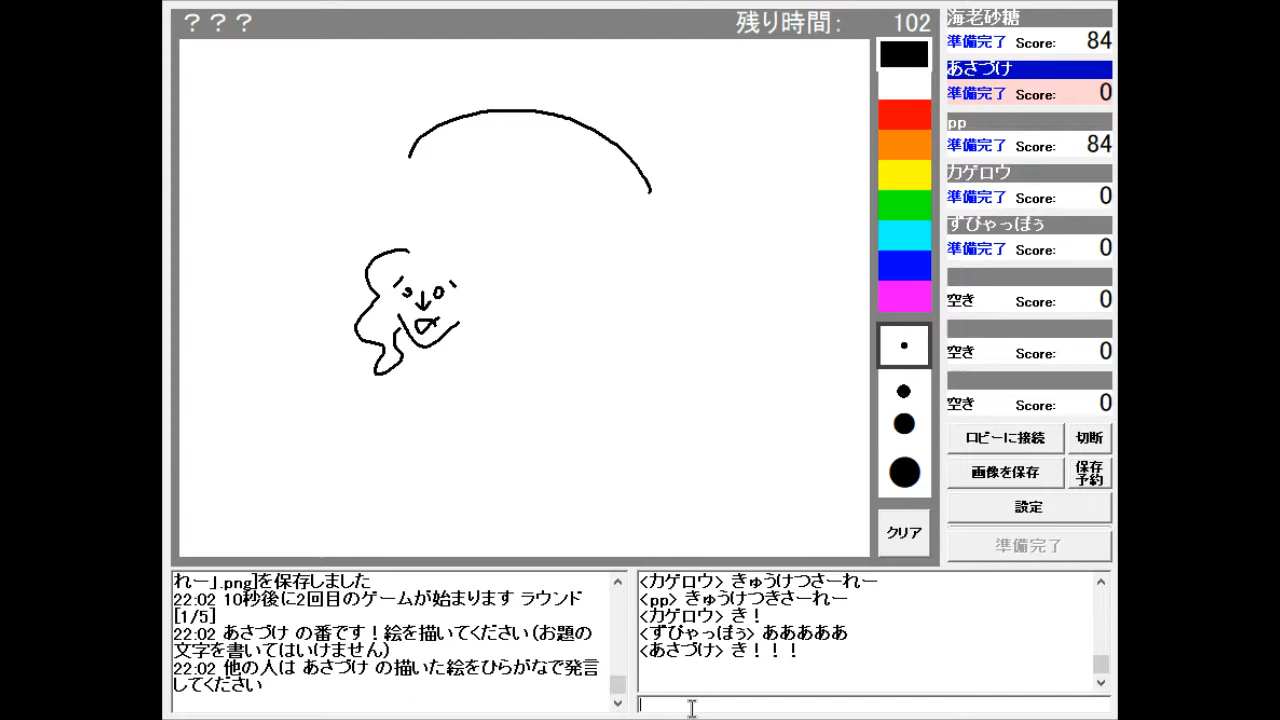 ？？？
残り時間： 102
海老砂糖
準備完了 Score: 84
あさづけ
準備完了 Score: 0
pp
準備完了 Score: 84
カゲロウ
準備完了 Score: 0
ずびゃっぽぅ
準備完了 Score: 0
空き Score: 0
空き Score: 0
空き Score: 0
ロビーに接続 切断
画像を保存 保存予約
設定
準備完了
クリア
れー」.png]を保存しました
22:02 10秒後に2回目のゲームが始まります ラウンド
[1/5]
22:02 あさづけ の番です！絵を描いてください（お題の
文字を書いてはいけません）
22:02 他の人は あさづけ の描いた絵をひらがなで発言
してください
<カゲロウ> きゅうけつさーれー
<pp> きゅうけつきさーれー
<カゲロウ> き！
<ずびゃっぽぅ> あああああ
<あさづけ> き！！！